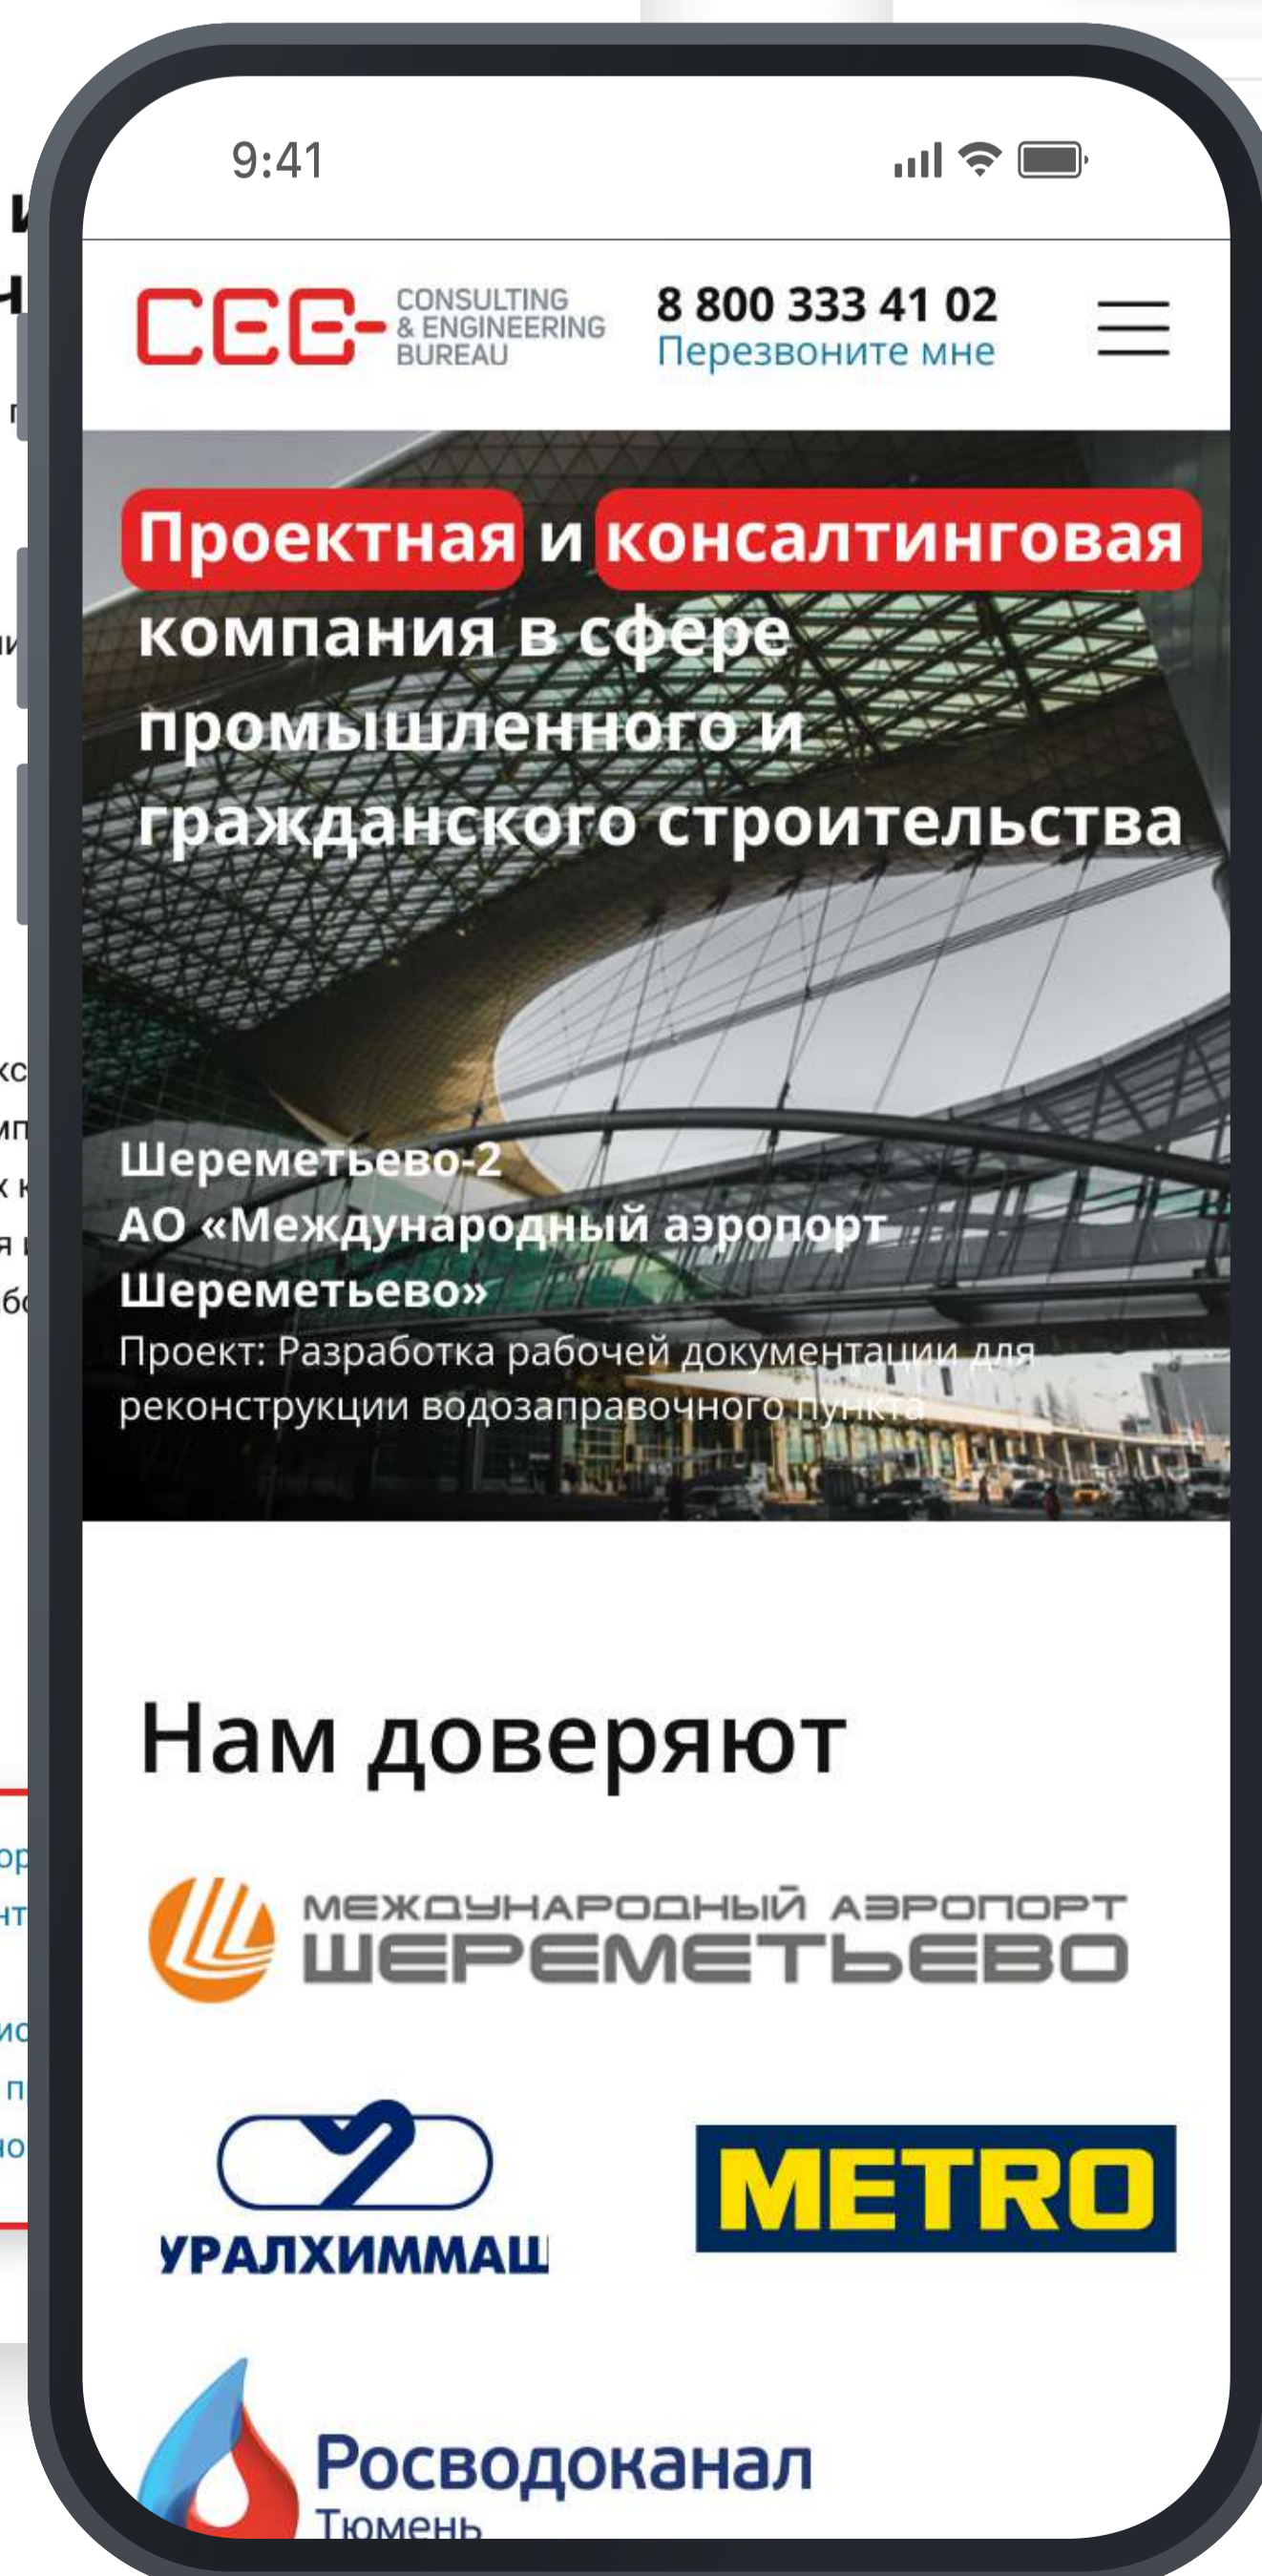 9:41
CEEB
CONSULTING
& ENGINEERING
BUREAU
8 800 333 41 02
Перезвоните мне
Проектная и консалтинговая
компания в сфере
промышленного и
гражданского строительства
Шереметьево-2
АО «Международный аэропорт
Шереметьево»
Проект: Разработка рабочей документации для
реконструкции водозаправочного пункта
Нам доверяют
МЕЖДУНАРОДНЫЙ АЭРОПОРТ
ШЕРЕМЕТЬЕВО
УРАЛХИММАШ
METRO
Росводоканал
Тюмень